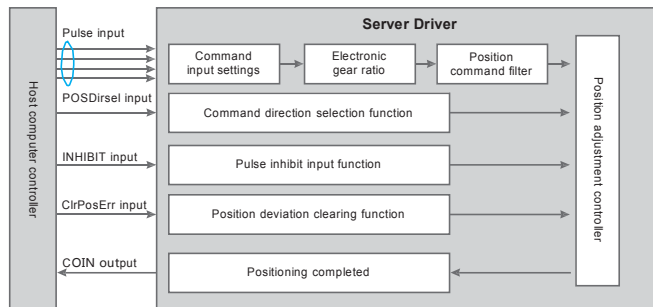 Server Driver
Pulse input
Command
input settings
Electronic
gear ratio
Position
command filter
POSDirsel input
Command direction selection function
INHIBIT input
Pulse inhibit input function
ClrPosErr input
Position deviation clearing function
COIN output
Positioning completed
Host computer controller
Position adjustment controller